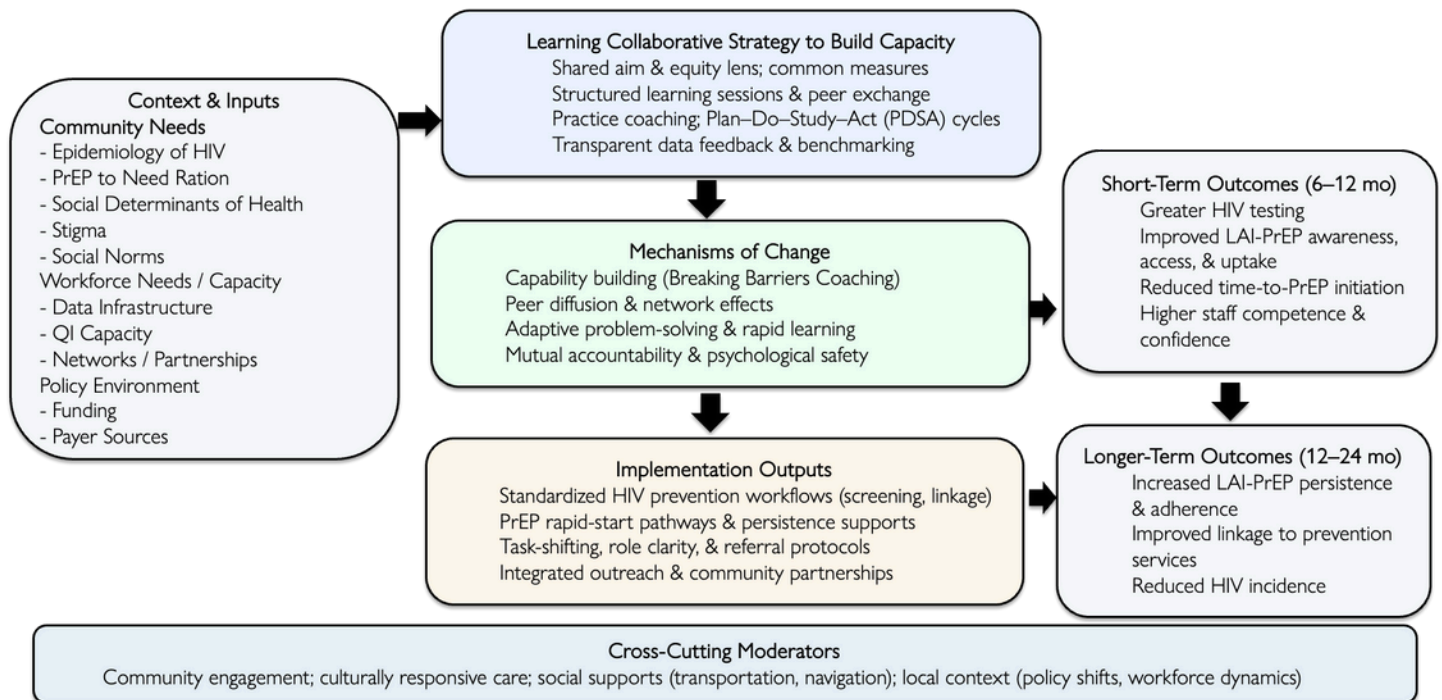 Context & Inputs
Community Needs
- Epidemiology of HIV
- PrEP to Need Ration
- Social Determinants of Health
- Stigma
- Social Norms
Workforce Needs / Capacity
- Data Infrastructure
- QI Capacity
- Networks / Partnerships
Policy Environment
- Funding
- Payer Sources
Learning Collaborative Strategy to Build Capacity
Shared aim & equity lens; common measures
Structured learning sessions & peer exchange
Practice coaching; Plan–Do–Study–Act (PDSA) cycles
Transparent data feedback & benchmarking
Mechanisms of Change
Capability building (Breaking Barriers Coaching)
Peer diffusion & network effects
Adaptive problem-solving & rapid learning
Mutual accountability & psychological safety
Implementation Outputs
Standardized HIV prevention workflows (screening, linkage)
PrEP rapid-start pathways & persistence supports
Task-shifting, role clarity, & referral protocols
Integrated outreach & community partnerships
Short-Term Outcomes (6–12 mo)
Greater HIV testing
Improved LAI-PrEP awareness,
access, & uptake
Reduced time-to-PrEP initiation
Higher staff competence &
confidence
Longer-Term Outcomes (12–24 mo)
Increased LAI-PrEP persistence
& adherence
Improved linkage to prevention
services
Reduced HIV incidence
Cross-Cutting Moderators
Community engagement; culturally responsive care; social supports (transportation, navigation); local context (policy shifts, workforce dynamics)